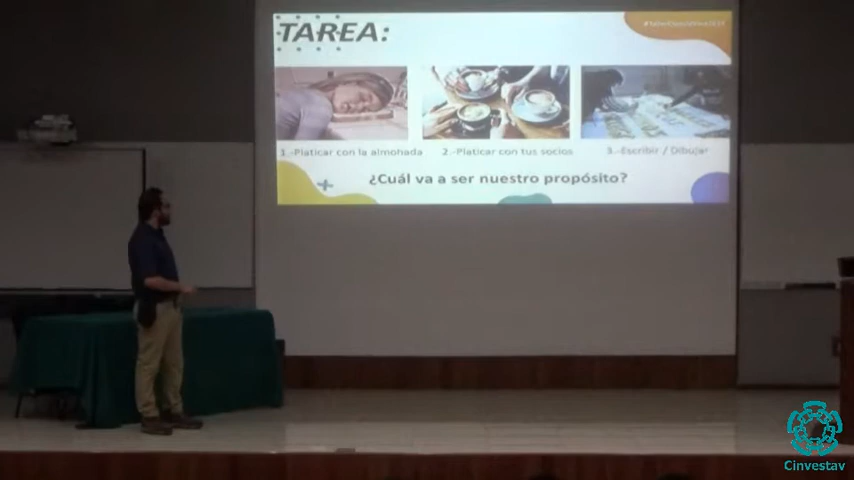 TAREA:
1.-Platicar con la almohada
2.-Platicar con tus socios
3.-Escribir / Dibujar
¿Cuál va a ser nuestro propósito?
Cinvestav